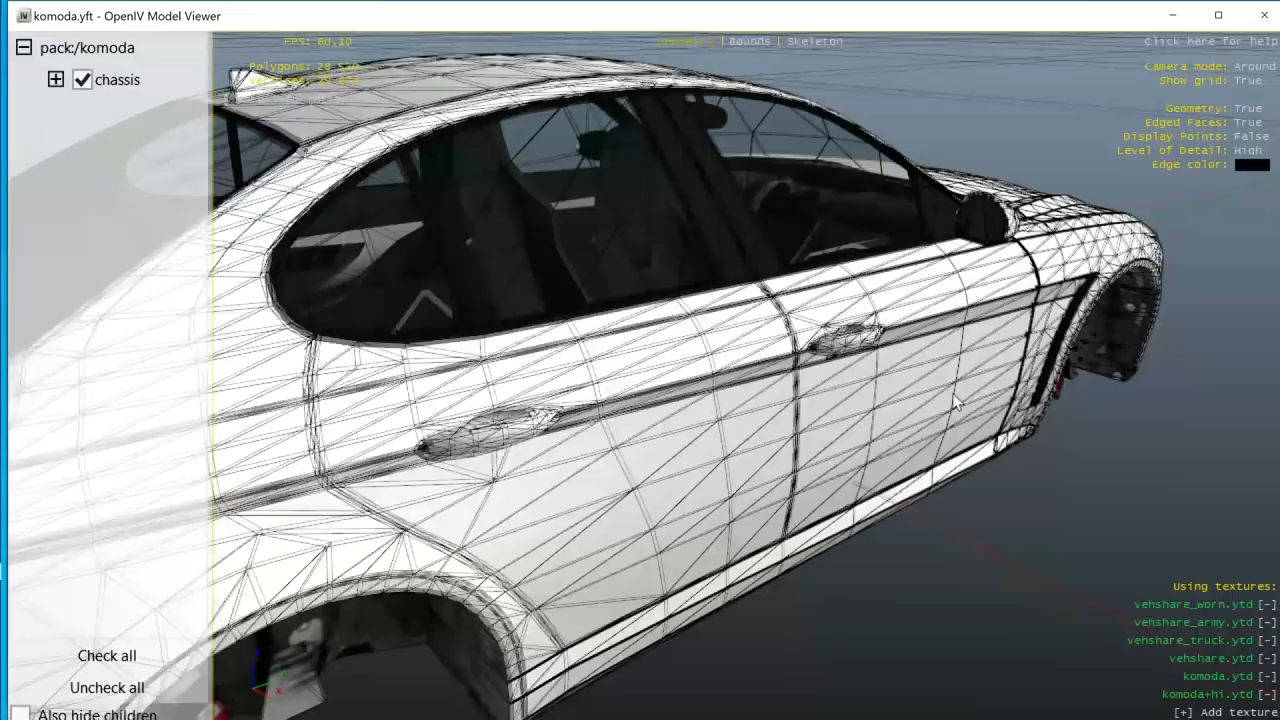 komoda.yft - OpenIV Model Viewer
pack:/komoda
chassis
FPS: 60,10
| Bounds | Skeleton
Click here for help
Polygons: 28,520
Camera mode: Around
Show grid: True
Geometry: True
Edged Faces: True
Display Points: False
Level of Detail: High
Edge color:
Using textures:
vehshare_worn.ytd [-]
vehshare_army.ytd [-]
vehshare_truck.ytd [-]
vehshare.ytd [-]
komoda.ytd [-]
komoda+hi.ytd [-]
[+] Add texture
Check all
Uncheck all
Also hide children
x